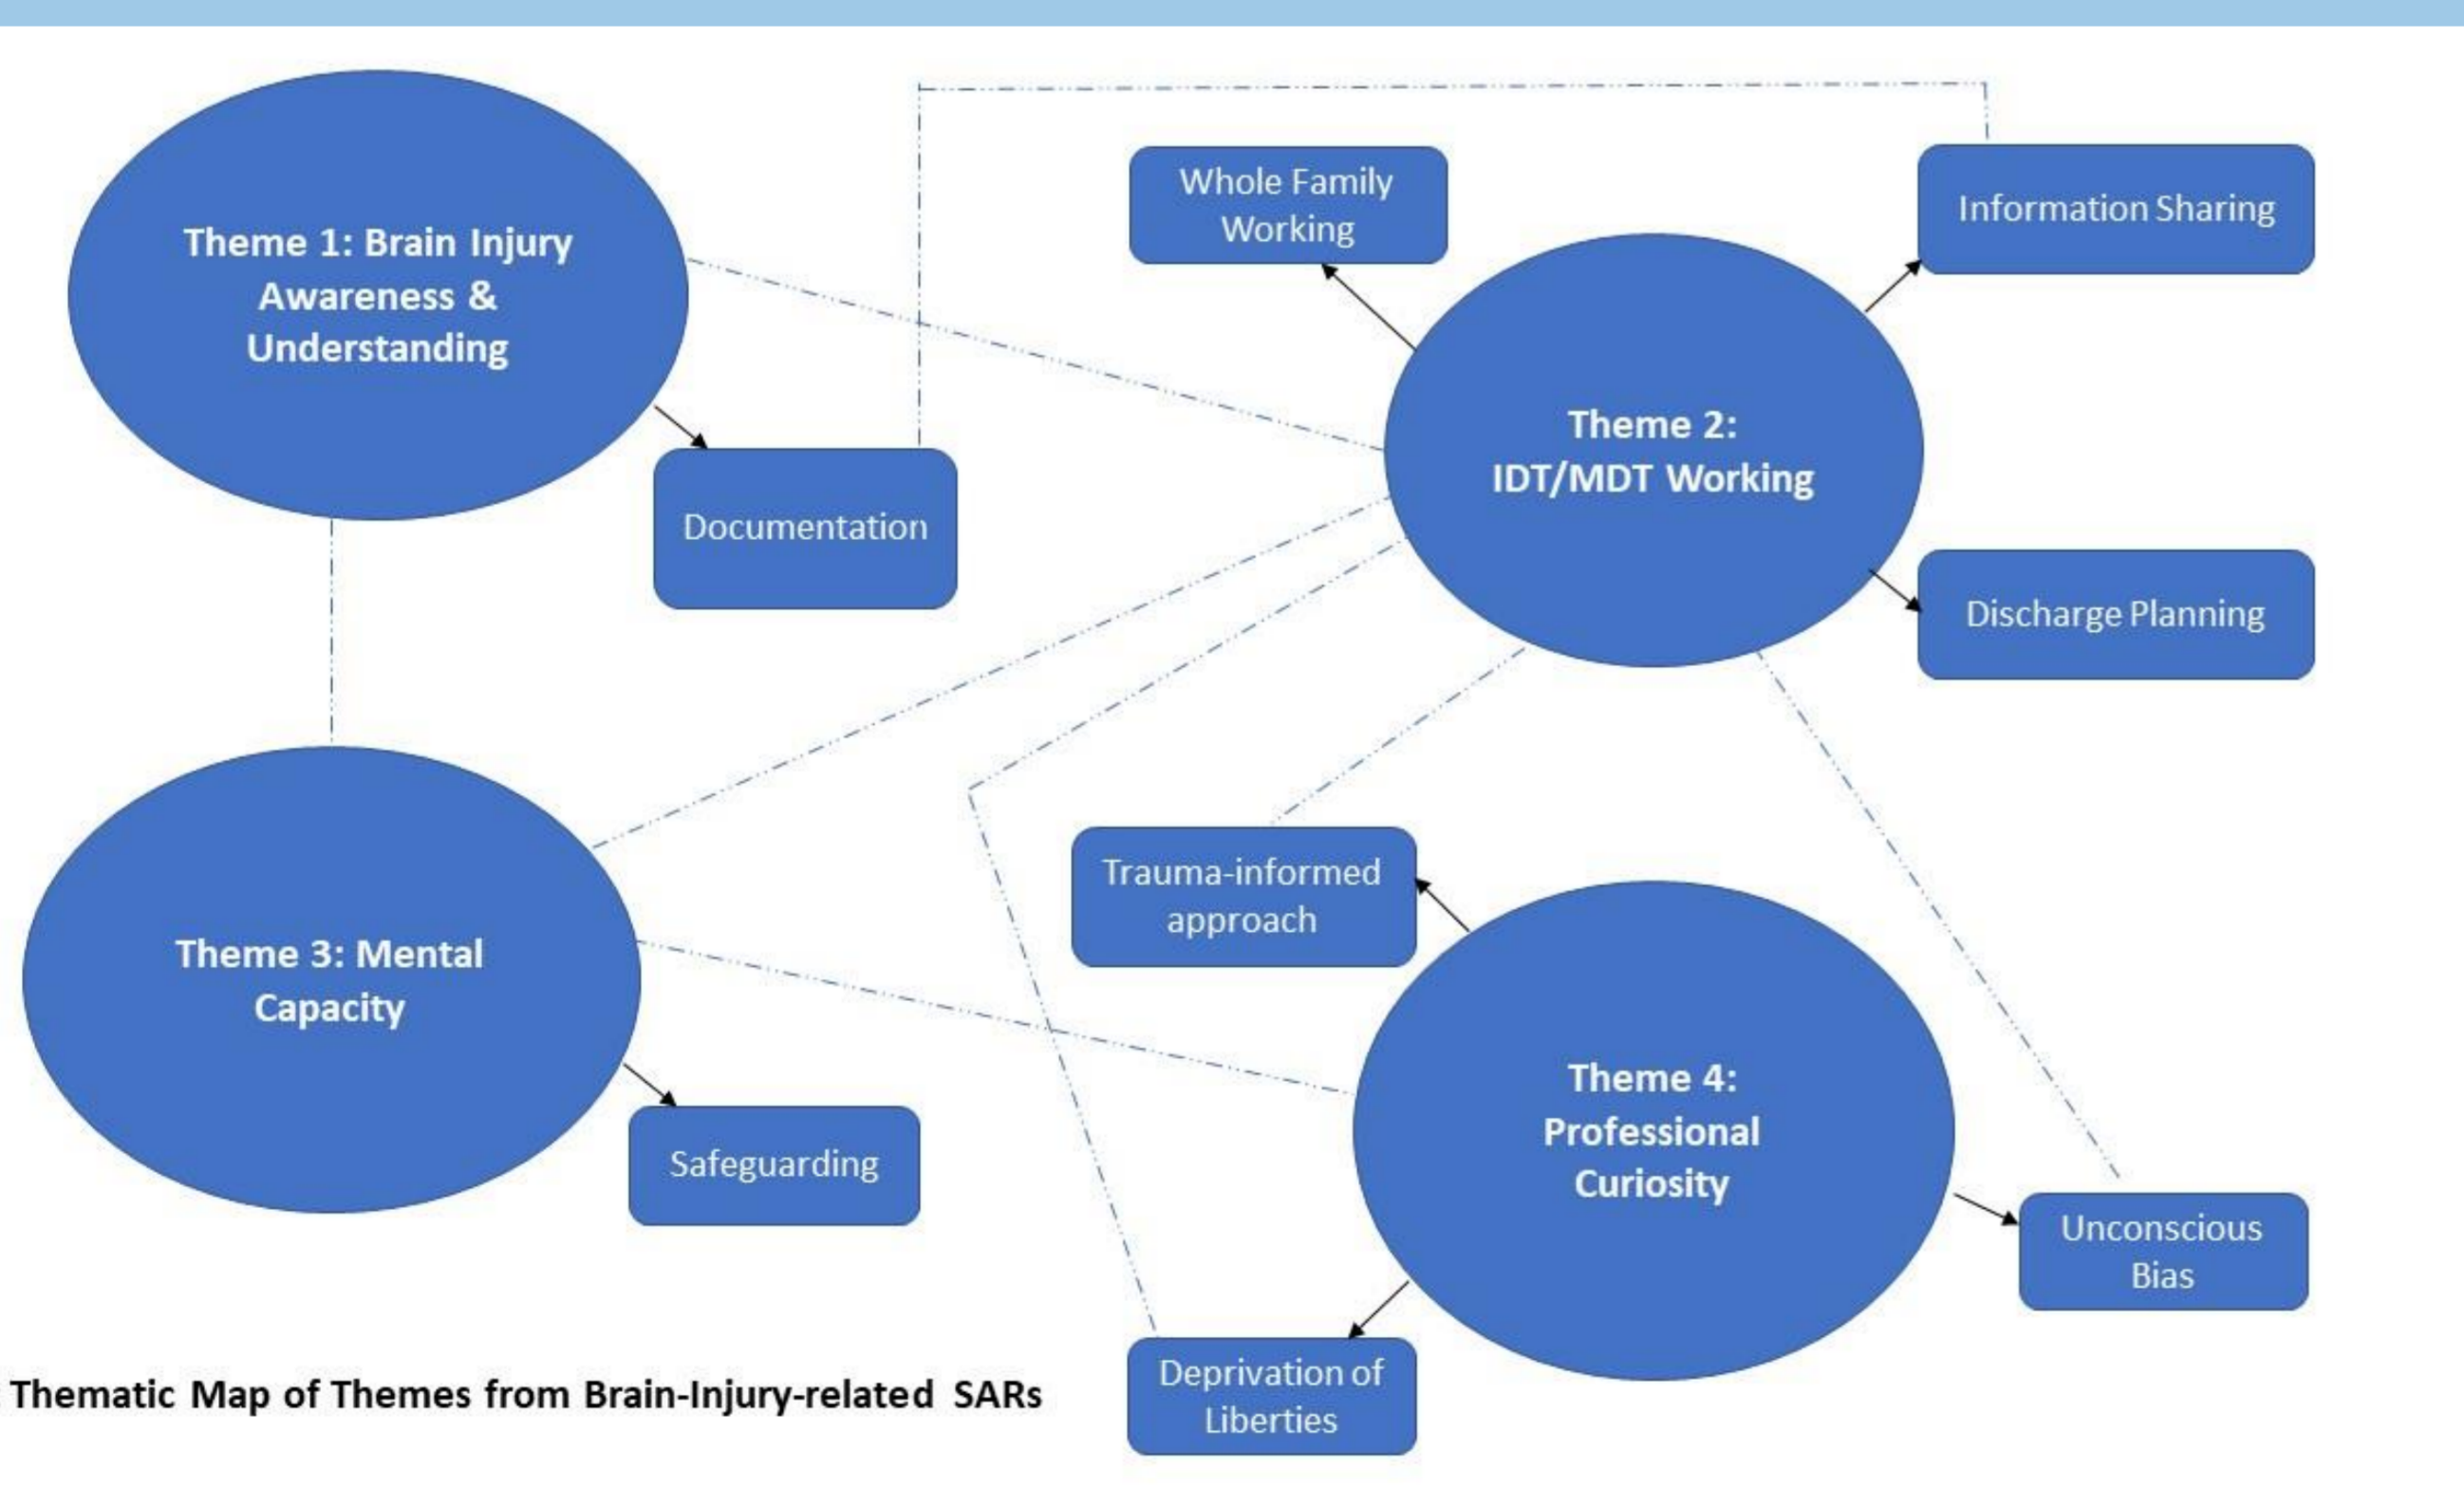 Theme 1: Brain Injury
Awareness &
Understanding
Documentation
Whole Family
Working
Information Sharing
Theme 2:
IDT/MDT Working
Discharge Planning
Theme 3: Mental
Capacity
Safeguarding
Trauma-informed
approach
Theme 4:
Professional
Curiosity
Unconscious
Bias
Deprivation of
Liberties
Thematic Map of Themes from Brain-Injury-related SARs